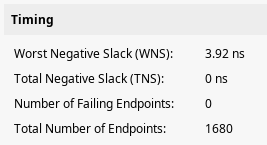 Timing
Worst Negative Slack (WNS): 3.92 ns
Total Negative Slack (TNS): 0 ns
Number of Failing Endpoints: 0
Total Number of Endpoints: 1680